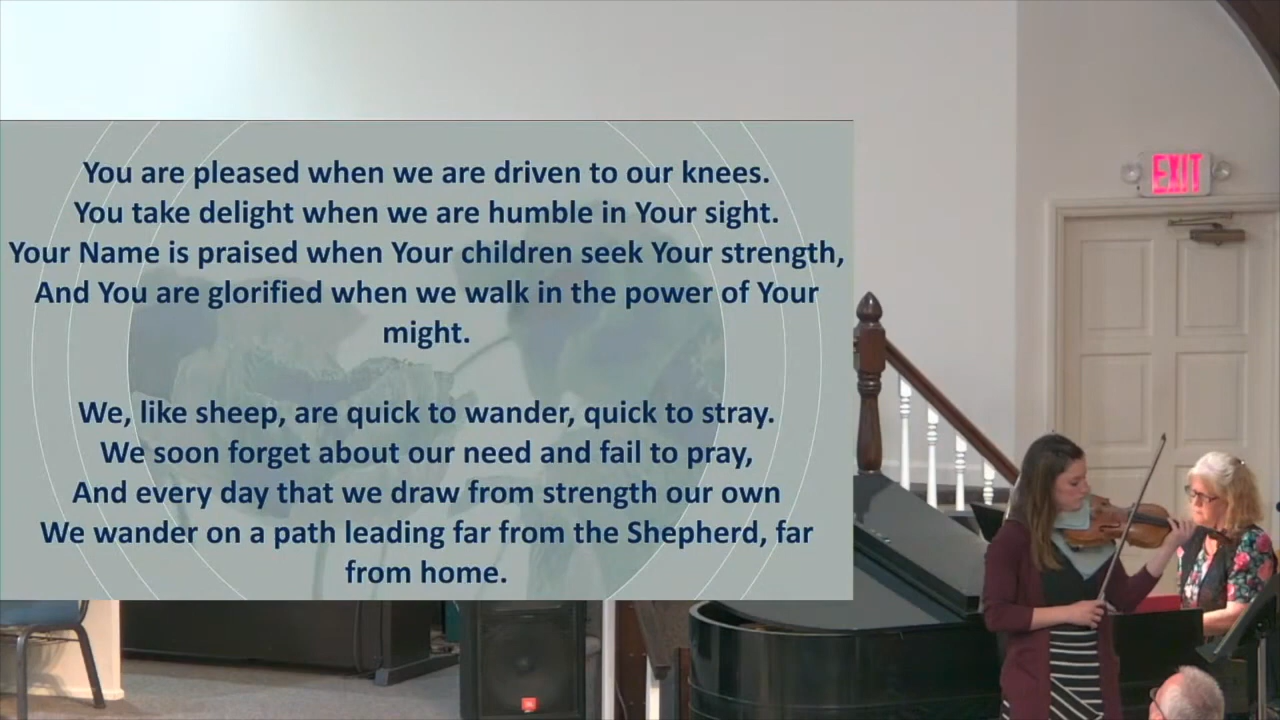 You are pleased when we are driven to our knees.
You take delight when we are humble in Your sight.
Your Name is praised when Your children seek Your strength,
And You are glorified when we walk in the power of Your
might.
We, like sheep, are quick to wander, quick to stray.
We soon forget about our need and fail to pray,
And every day that we draw from strength our own
We wander on a path leading far from the Shepherd, far
from home.
EXIT